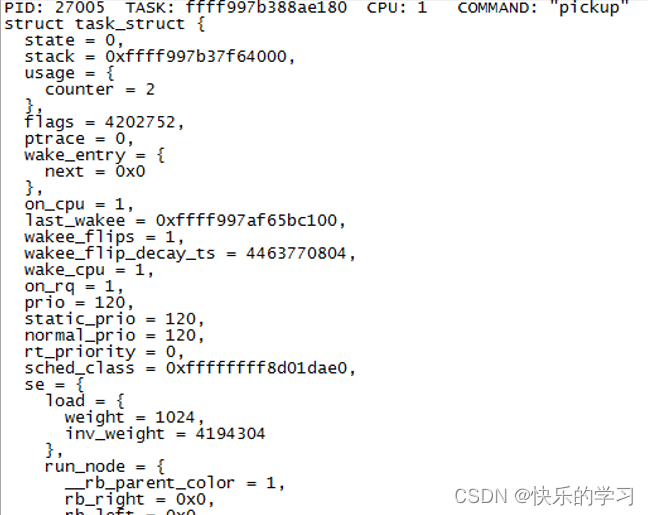 PID: 27005  TASK: ffff997b388ae180  CPU: 1   COMMAND: "pickup"
struct task_struct {
  state = 0,
  stack = 0xffff997b37f64000,
  usage = {
    counter = 2
  },
  flags = 4202752,
  ptrace = 0,
  wake_entry = {
    next = 0x0
  },
  on_cpu = 1,
  last_wakee = 0xffff997af65bc100,
  wakee_flips = 1,
  wakee_flip_decay_ts = 4463770804,
  wake_cpu = 1,
  on_rq = 1,
  prio = 120,
  static_prio = 120,
  normal_prio = 120,
  rt_priority = 0,
  sched_class = 0xffffffff8d01dae0,
  se = {
    load = {
      weight = 1024,
      inv_weight = 4194304
    },
    run_node = {
      __rb_parent_color = 1,
      rb_right = 0x0,
      rb_left = 0x0
CSDN @快乐的学习